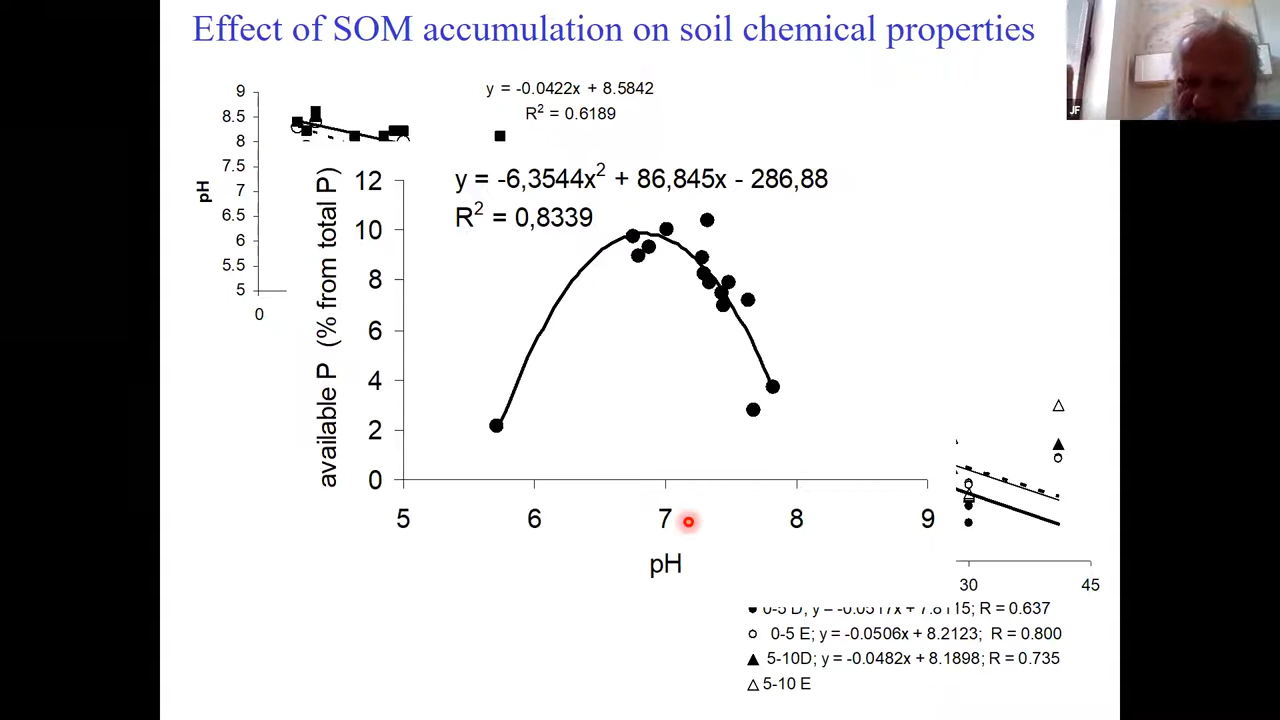 Effect of SOM accumulation on soil chemical properties
JF
y = -0.0422x + 8.5842
R² = 0.6189
9
8.5
8
7.5
7
6.5
6
5.5
5
pH
0
y = -6,3544x² + 86,845x - 286,88
R² = 0,8339
available P (% from total P)
12
10
8
6
4
2
0
5 6 7 8 9
pH
30 45
0-5 D; y = -0.0517x + 7.8115; R = 0.637
0-5 E; y = -0.0506x + 8.2123; R = 0.800
5-10D; y = -0.0482x + 8.1898; R = 0.735
5-10 E